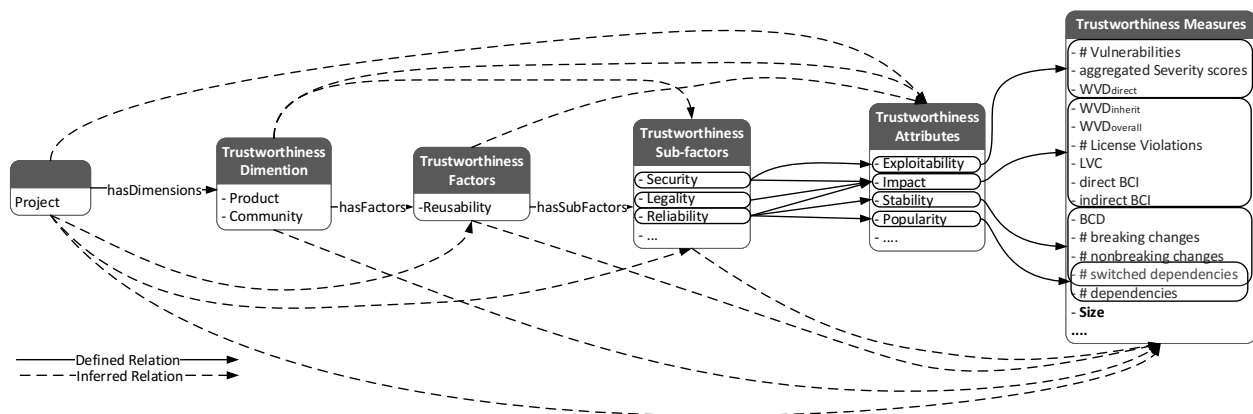 Project
hasDimensions
Trustworthiness
Dimention
- Product
- Community
hasFactors
Trustworthiness
Factors
-Reusability
hasSubFactors
Trustworthiness
Sub-factors
- Security
- Legality
- Reliability
- ...
Trustworthiness
Attributes
- Exploitability
- Impact
- Stability
- Popularity
- ....
Trustworthiness Measures
- # Vulnerabilities
- aggregated Severity scores
- WVDdirect
- WVDinherit
- WVDoverall
- # License Violations
- LVC
- direct BCI
- indirect BCI
- BCD
- # breaking changes
- # nonbreaking changes
- # switched dependencies
- # dependencies
- Size
....
Defined Relation
Inferred Relation